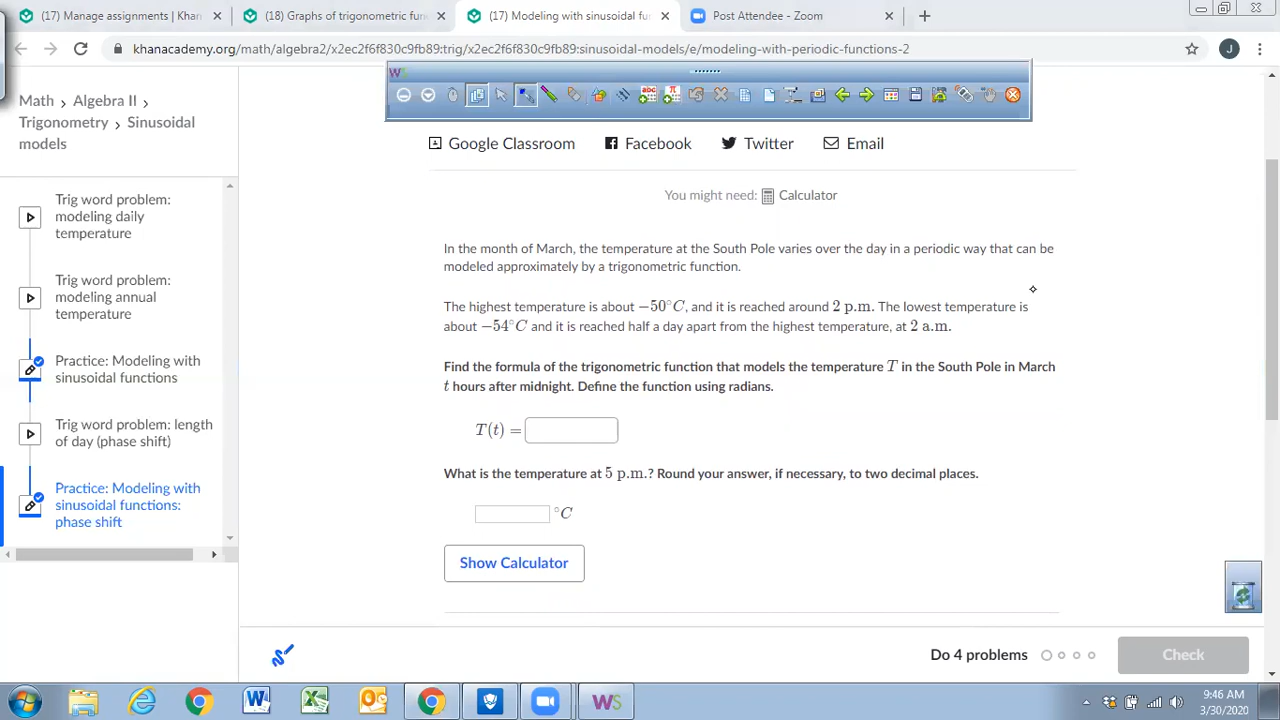 (17) Manage assignments | Khan
(18) Graphs of trigonometric fun
(17) Modeling with sinusoidal fun
Post Attendee - Zoom
khanacademy.org/math/algebra2/x2ec2f6f830c9fb89:trig/x2ec2f6f830c9fb89:sinusoidal-models/e/modeling-with-periodic-functions-2
J
WS
Math > Algebra II >
Trigonometry > Sinusoidal
models
Trig word problem:
modeling daily
temperature
Trig word problem:
modeling annual
temperature
Practice: Modeling with
sinusoidal functions
Trig word problem: length
of day (phase shift)
Practice: Modeling with
sinusoidal functions:
phase shift
Google Classroom Facebook Twitter Email
You might need: Calculator
In the month of March, the temperature at the South Pole varies over the day in a periodic way that can be
modeled approximately by a trigonometric function.
The highest temperature is about −50°C, and it is reached around 2 p.m. The lowest temperature is
about −54°C and it is reached half a day apart from the highest temperature, at 2 a.m.
Find the formula of the trigonometric function that models the temperature T in the South Pole in March
t hours after midnight. Define the function using radians.
T(t) =
What is the temperature at 5 p.m.? Round your answer, if necessary, to two decimal places.
°C
Show Calculator
Do 4 problems
Check
WS
9:46 AM
3/30/2020